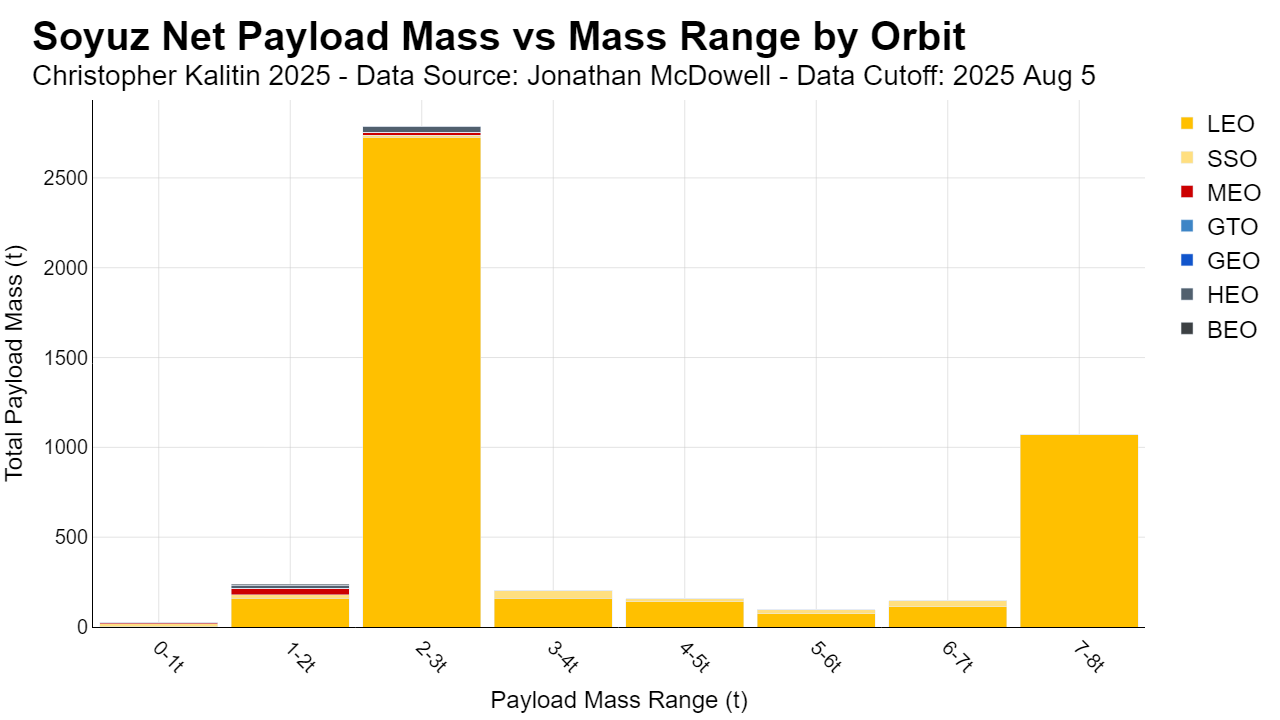 Soyuz Net Payload Mass vs Mass Range by Orbit
Christopher Kalitin 2025 - Data Source: Jonathan McDowell - Data Cutoff: 2025 Aug 5
LEO
SSO
MEO
GTO
GEO
HEO
BEO
Total Payload Mass (t)
2500
2000
1500
1000
500
0
0-1t
1-2t
2-3t
3-4t
4-5t
5-6t
6-7t
7-8t
Payload Mass Range (t)